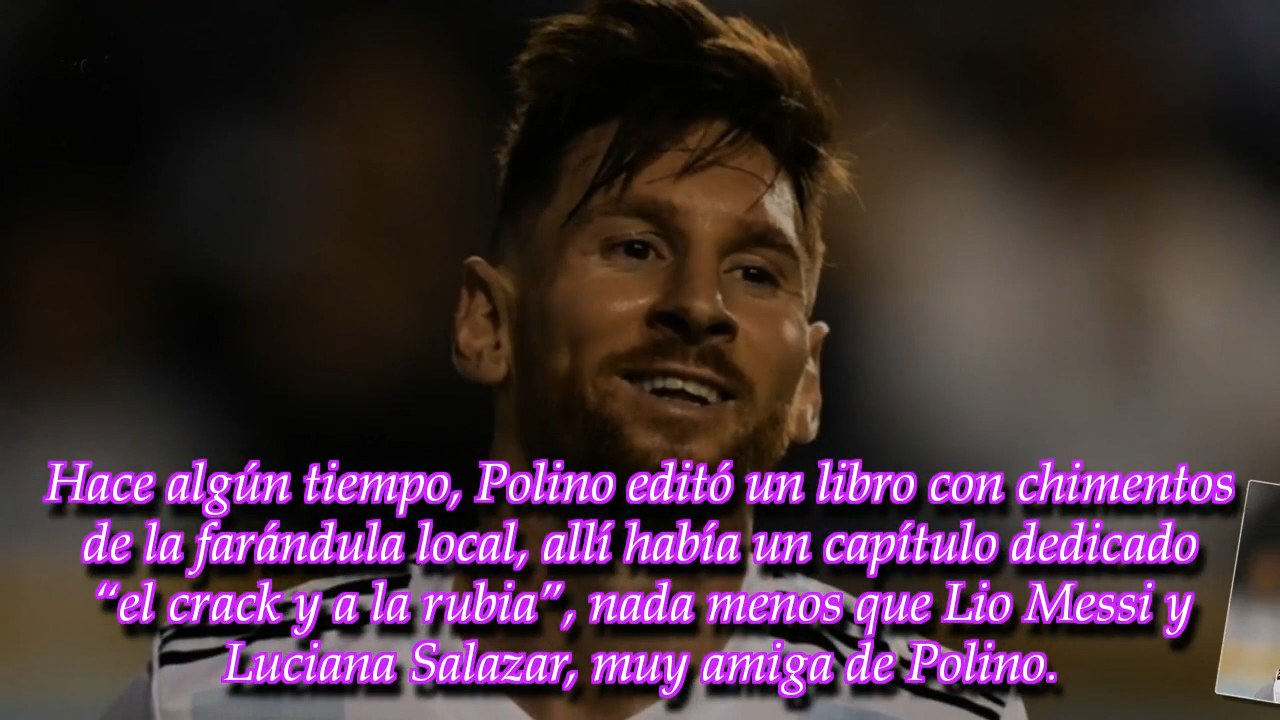 Hace algún tiempo, Polino editó un libro con chimentos
de la farándula local, allí había un capítulo dedicado
“el crack y a la rubia”, nada menos que Lio Messi y
Luciana Salazar, muy amiga de Polino.